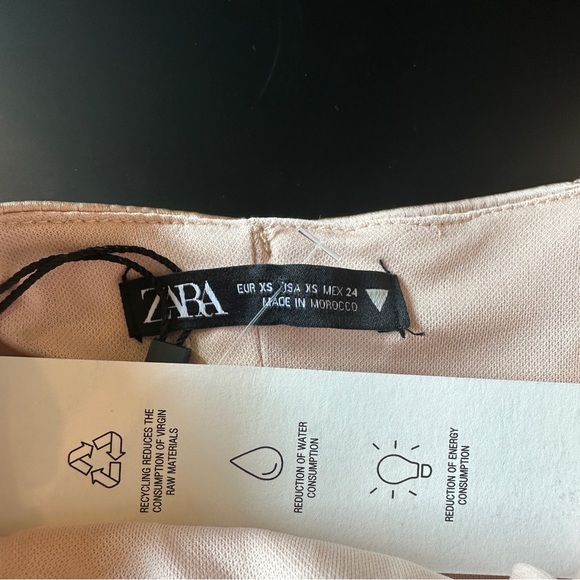 ZARA
EUR XS USA XS MEX 24
MADE IN MOROCCO
RECYCLING REDUCES THE
CONSUMPTION OF VIRGIN
RAW MATERIALS
REDUCTION OF WATER
CONSUMPTION
REDUCTION OF ENERGY
CONSUMPTION